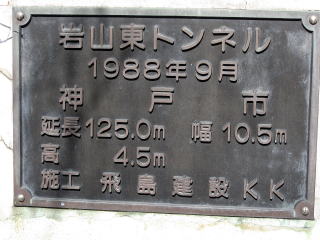 岩山東トンネル
1988年9月
神戸市
延長125.0m 幅10.5m
高 4.5m
施工 飛島建設KK